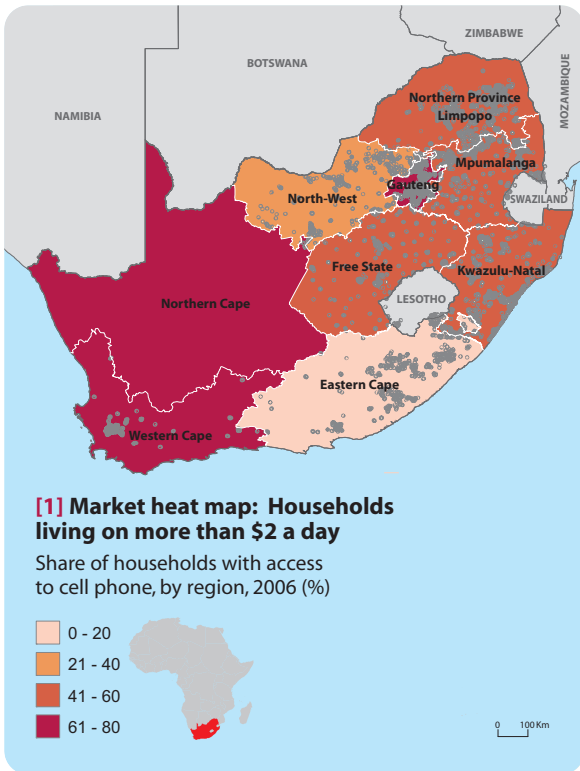 ZIMBABWE
BOTSWANA
MOZAMBIQUE
NAMIBIA
Northern Province
Limpopo
Mpumalanga
Gauteng
North-West
SWAZILAND
Free State
Kwazulu-Natal
LESOTHO
Northern Cape
Eastern Cape
Western Cape
[1] Market heat map: Households
living on more than $2 a day
Share of households with access
to cell phone, by region, 2006 (%)
0 - 20
21 - 40
41 - 60
61 - 80
0 100 Km